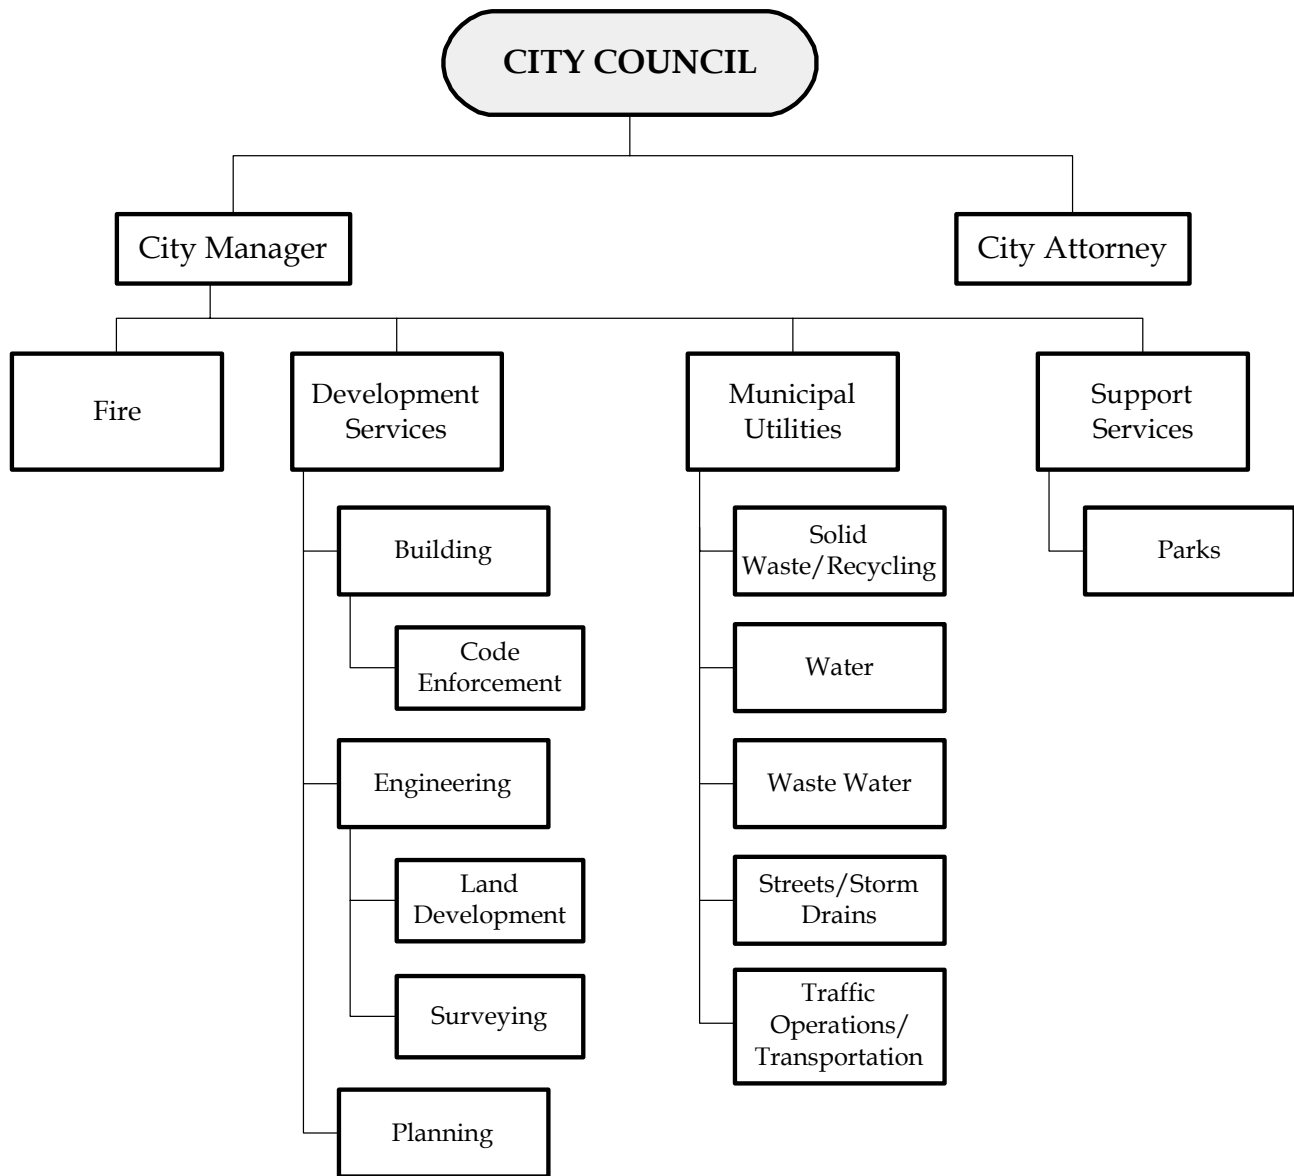 CITY COUNCIL
City Manager
City Attorney
Fire
Development
Services
Municipal
Utilities
Support
Services
Building
Code
Enforcement
Engineering
Land
Development
Surveying
Planning
Solid
Waste/Recycling
Water
Waste Water
Streets/Storm
Drains
Traffic
Operations/
Transportation
Parks